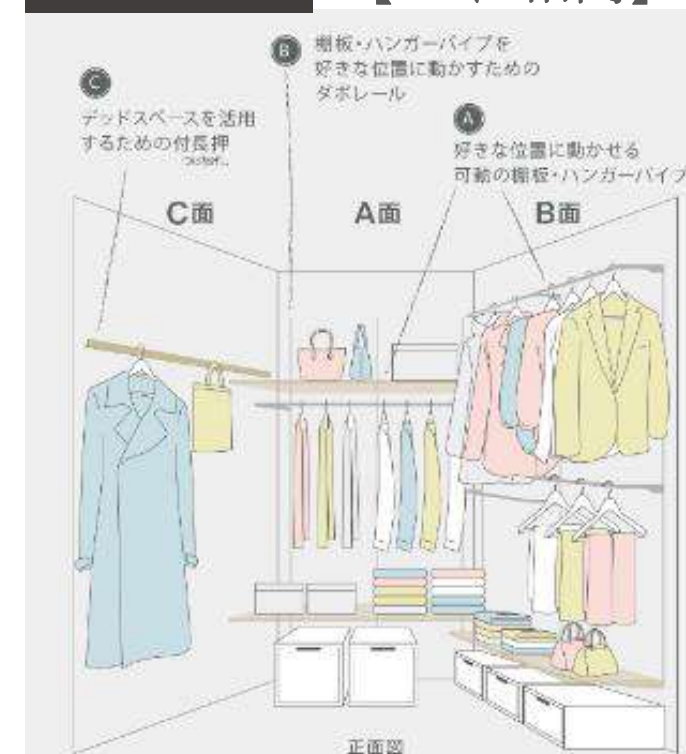 B
棚板・ハンガーパイプを
好きな位置に動かすための
ダボレール
C
デッドスペースを活用
するための付長押
A
好きな位置に動かせる
可動の棚板・ハンガーパイプ
C面
A面
B面
正面図